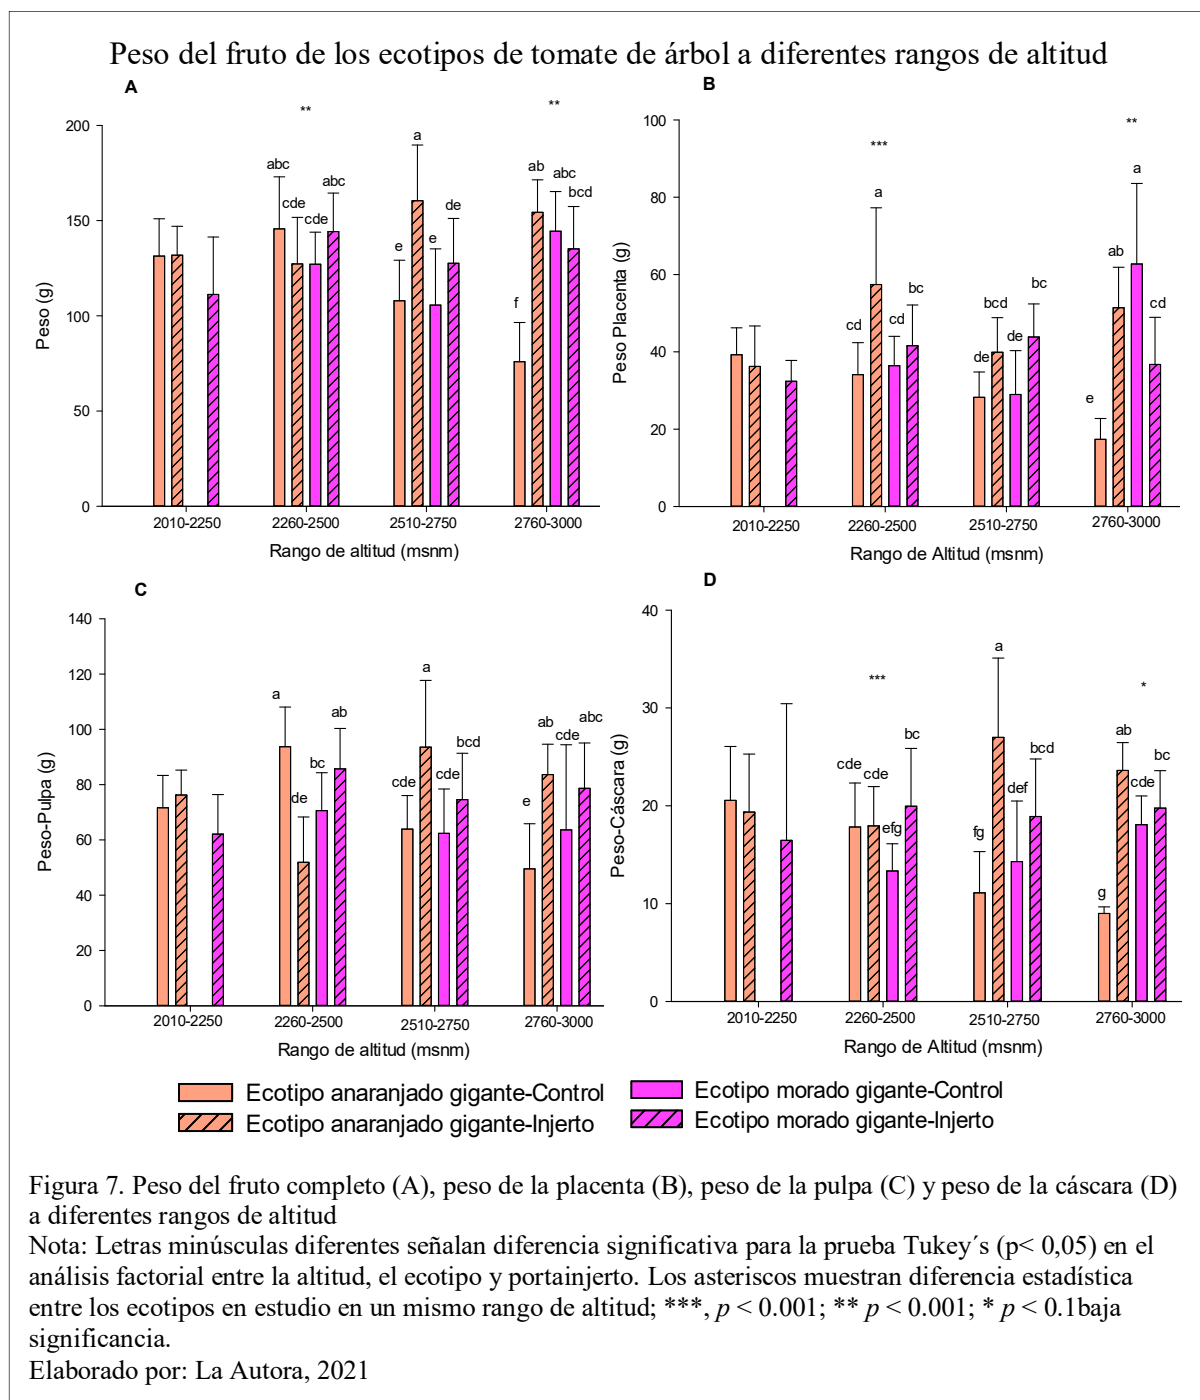 Peso del fruto de los ecotipos de tomate de árbol a diferentes rangos de altitud
A
Peso (g)
200
150
100
50
0
**
**
abc
cde
cde
abc
e
a
e
de
f
ab
abc
bcd
2010-2250
2260-2500
2510-2750
2760-3000
Rango de altitud (msnm)
B
Peso Placenta (g)
100
80
60
40
20
0
***
**
cd
a
cd
bc
de
bcd
de
bc
e
ab
a
cd
2010-2250
2260-2500
2510-2750
2760-3000
Rango de Altitud (msnm)
C
Peso-Pulpa (g)
140
120
100
80
60
40
20
0
a
de
bc
ab
cde
a
cde
bcd
e
ab
cde
abc
2010-2250
2260-2500
2510-2750
2760-3000
Rango de altitud (msnm)
D
Peso-Cáscara (g)
40
30
20
10
0
***
*
cde
cde
efg
bc
fg
a
def
bcd
g
ab
cde
bc
2010-2250
2260-2500
2510-2750
2760-3000
Rango de Altitud (msnm)
Ecotipo anaranjado gigante-Control
Ecotipo morado gigante-Control
Ecotipo anaranjado gigante-Injerto
Ecotipo morado gigante-Injerto
Figura 7. Peso del fruto completo (A), peso de la placenta (B), peso de la pulpa (C) y peso de la cáscara (D)
a diferentes rangos de altitud
Nota: Letras minúsculas diferentes señalan diferencia significativa para la prueba Tukey´s (p< 0,05) en el
análisis factorial entre la altitud, el ecotipo y portainjerto. Los asteriscos muestran diferencia estadística
entre los ecotipos en estudio en un mismo rango de altitud; ***, p < 0.001; ** p < 0.001; * p < 0.1baja
significancia.
Elaborado por: La Autora, 2021